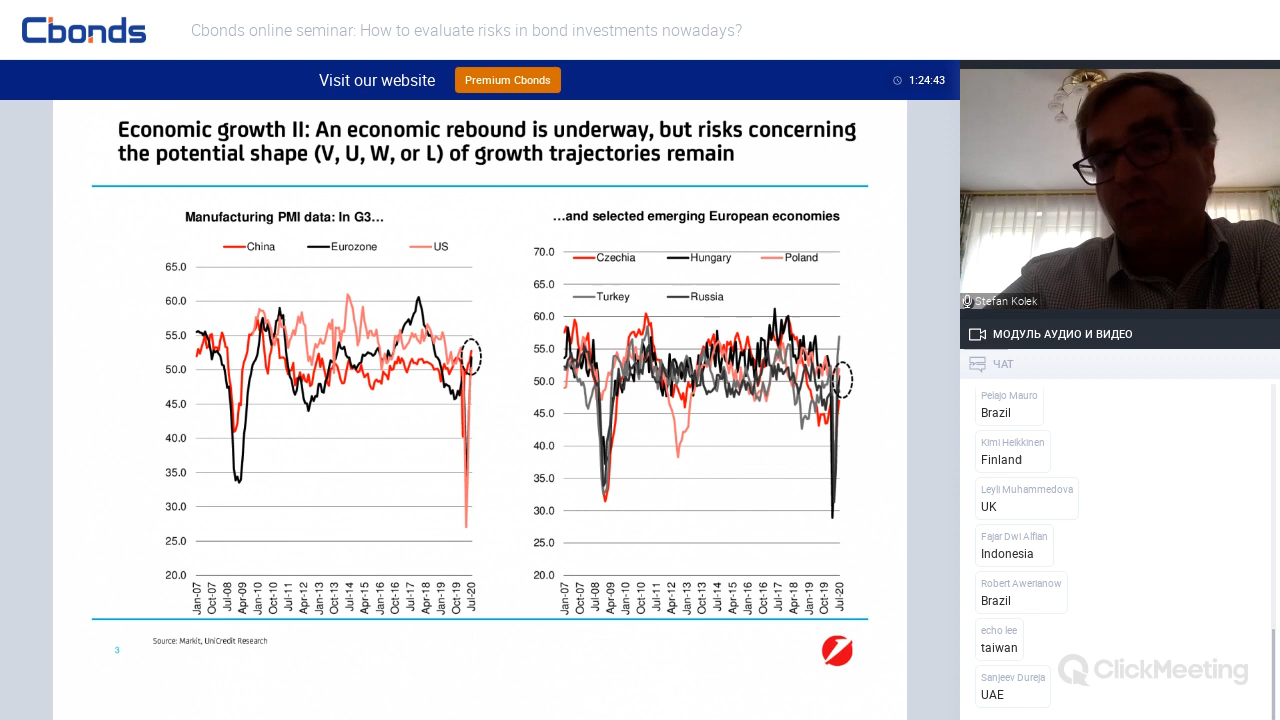 Cbonds
Cbonds online seminar: How to evaluate risks in bond investments nowadays?
Visit our website
Premium Cbonds
1:24:43
Economic growth II: An economic rebound is underway, but risks concerning
the potential shape (V, U, W, or L) of growth trajectories remain
Manufacturing PMI data: In G3...
China
Eurozone
US
65.0
60.0
55.0
50.0
45.0
40.0
35.0
30.0
25.0
20.0
Jan-07
Oct-07
Jul-08
Apr-09
Jan-10
Oct-10
Jul-11
Apr-12
Jan-13
Oct-13
Jul-14
Apr-15
Jan-16
Oct-16
Jul-17
Apr-18
Jan-19
Oct-19
Jul-20
...and selected emerging European economies
Czechia
Hungary
Poland
Turkey
Russia
70.0
65.0
60.0
55.0
50.0
45.0
40.0
35.0
30.0
25.0
20.0
Jan-07
Oct-07
Jul-08
Apr-09
Jan-10
Oct-10
Jul-11
Apr-12
Jan-13
Oct-13
Jul-14
Apr-15
Jan-16
Oct-16
Jul-17
Apr-18
Jan-19
Oct-19
Jul-20
Source: Markit, UniCredit Research
3
Stefan Kolek
МОДУЛЬ АУДИО И ВИДЕО
ЧАТ
Pelajo Mauro
Brazil
Kimi Heikkinen
Finland
Leyli Muhammedova
UK
Fajar Dwi Alfian
Indonesia
Robert Awerianow
Brazil
echo lee
taiwan
Sanjeev Dureja
UAE
ClickMeeting